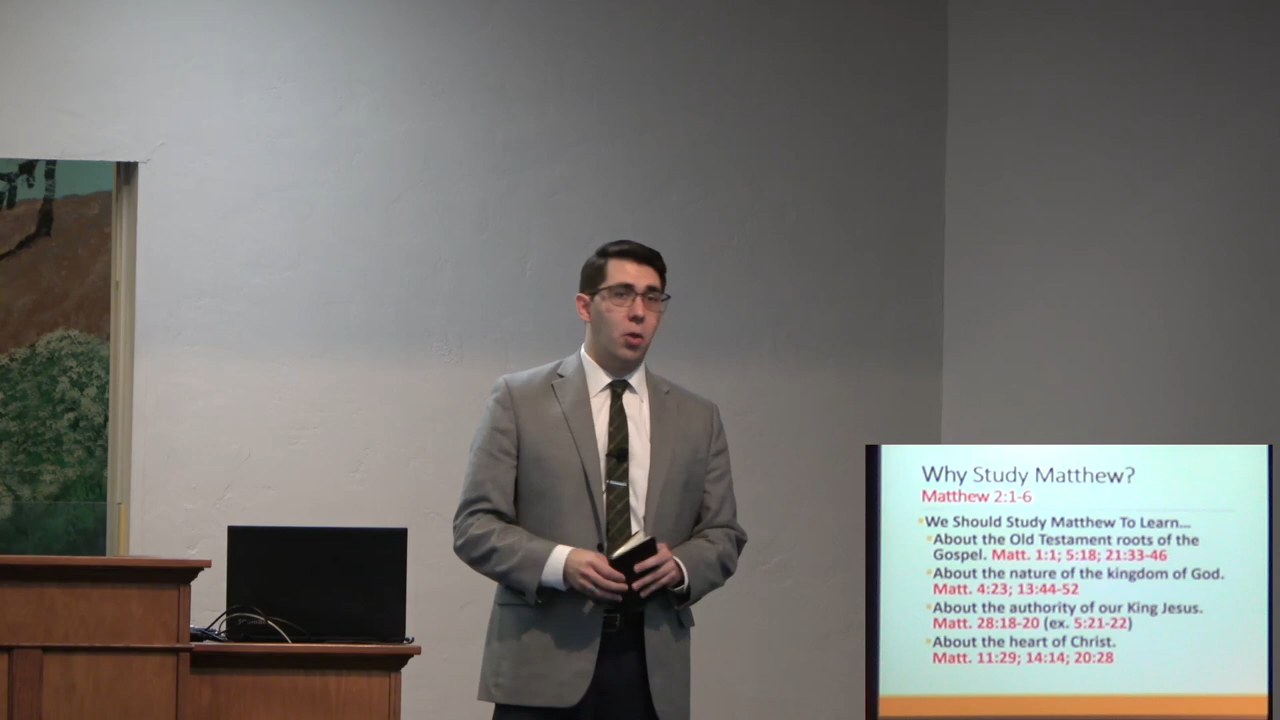 Why Study Matthew?
Matthew 2:1-6
We Should Study Matthew To Learn...
About the Old Testament roots of the
Gospel. Matt. 1:1; 5:18; 21:33-46
About the nature of the kingdom of God.
Matt. 4:23; 13:44-52
About the authority of our King Jesus.
Matt. 28:18-20 (ex. 5:21-22)
About the heart of Christ.
Matt. 11:29; 14:14; 20:28